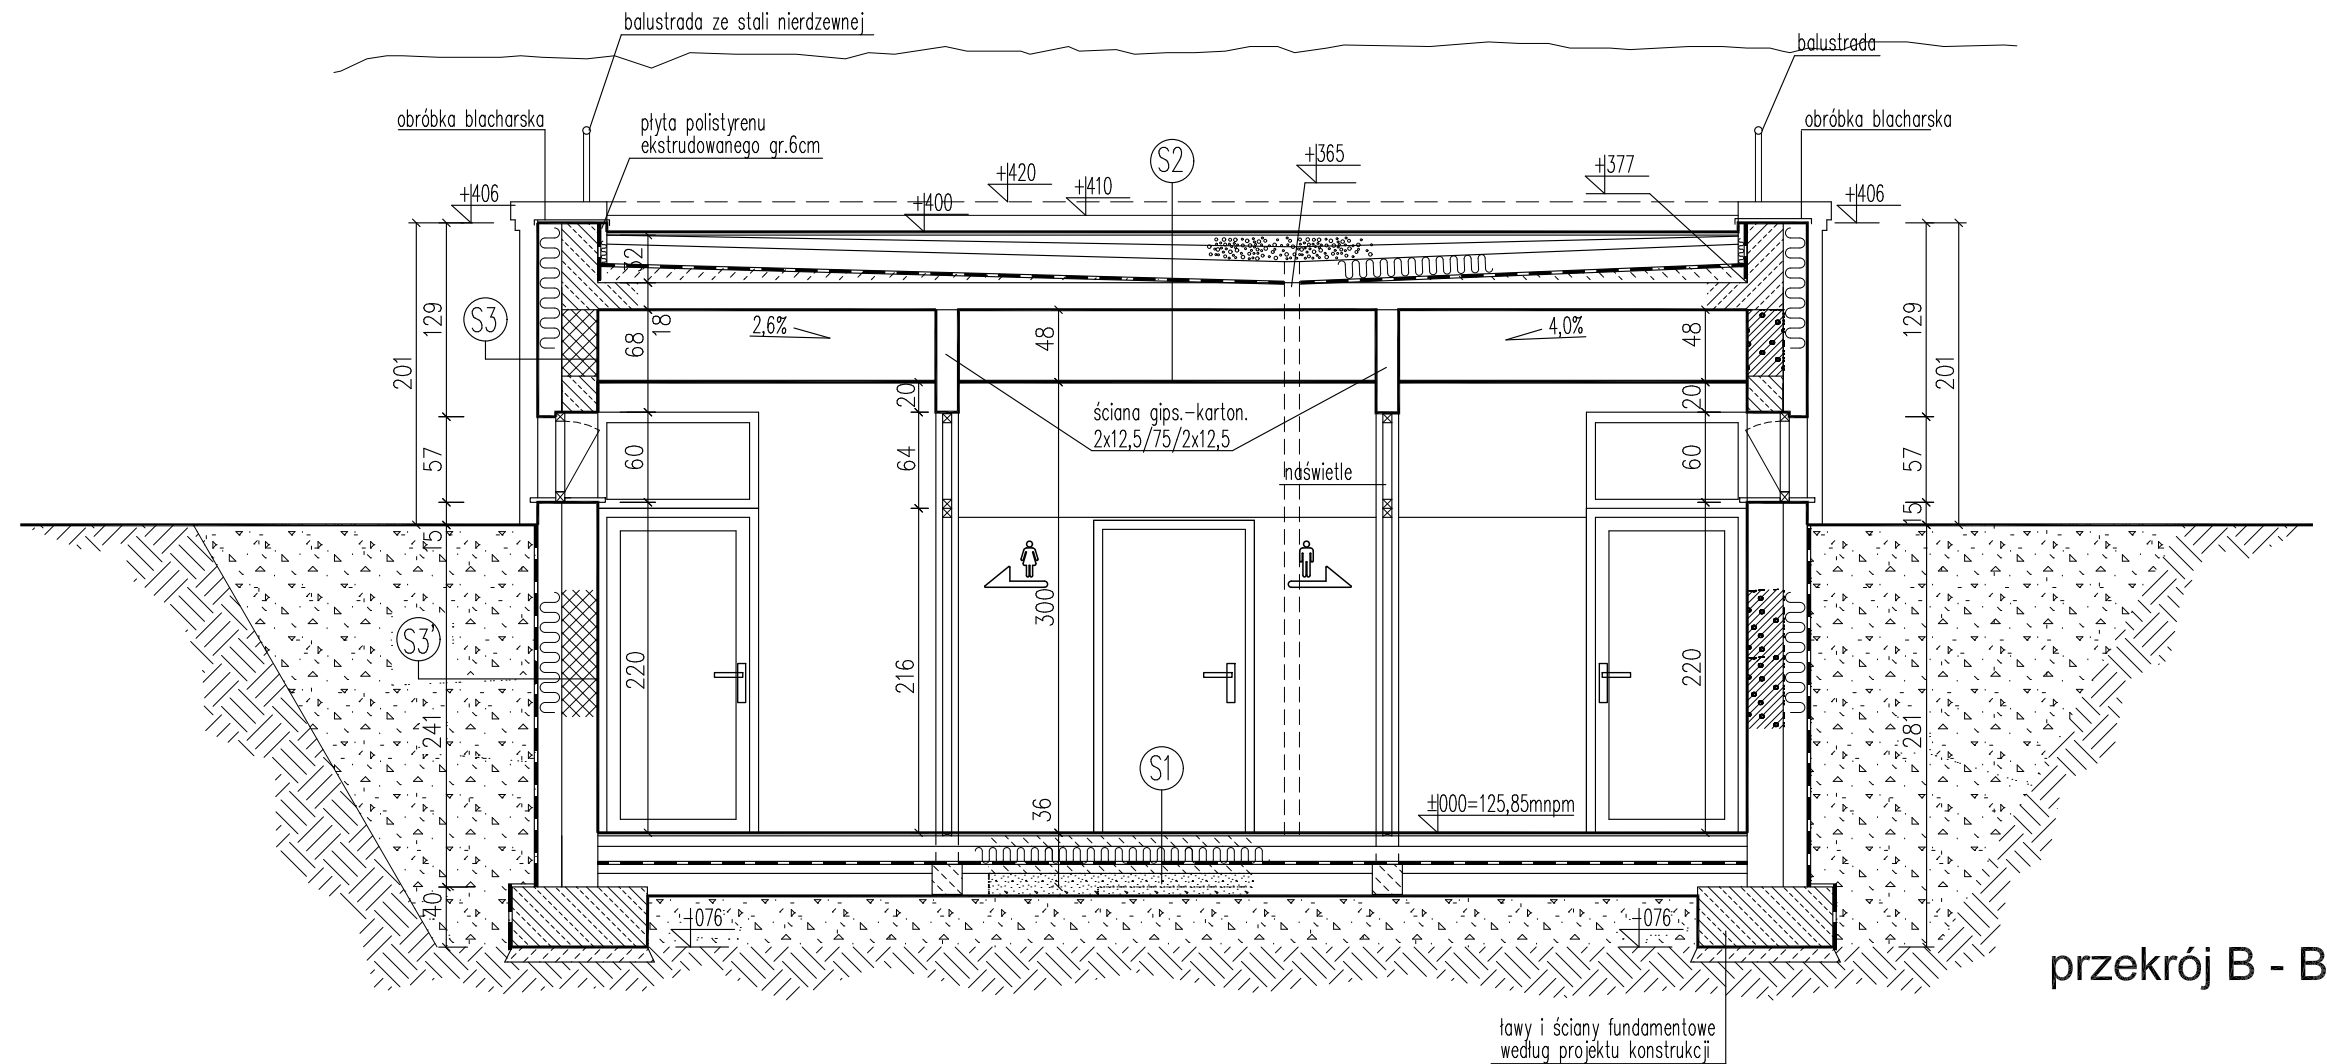 balustrada ze stali nierdzewnej
balustrada
obróbka blacharska
płyta polistyrenu
ekstrudowanego gr.6cm
obróbka blacharska
S2
+365
+377
+420
+410
+406
+400
+406
32
129
S3
18
68
2,6%
48
4,0%
48
129
201
201
20
20
ściana gips.-karton.
2x12,5/75/2x12,5
57
60
64
naświetle
60
57
15
15
300
S3'
220
216
220
241
281
S1
36
±000=125,85mnpm
40
-076
-076
przekrój B - B
ławy i ściany fundamentowe
według projektu konstrukcji